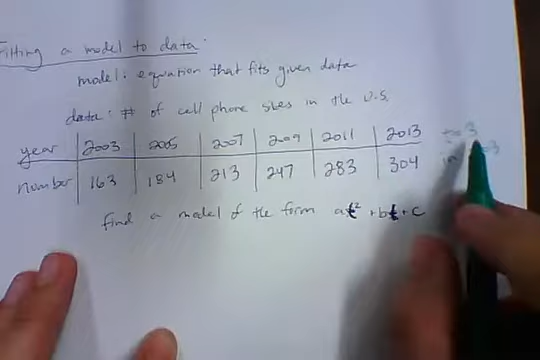 Fitting a model to data:
model: equation that fits given data
data: # of cell phone sites in the U.S.
year 2003 2005 2007 2009 2011 2013 t=3
number 163 184 213 247 283 304 in
find a model of the form at² + bt + c